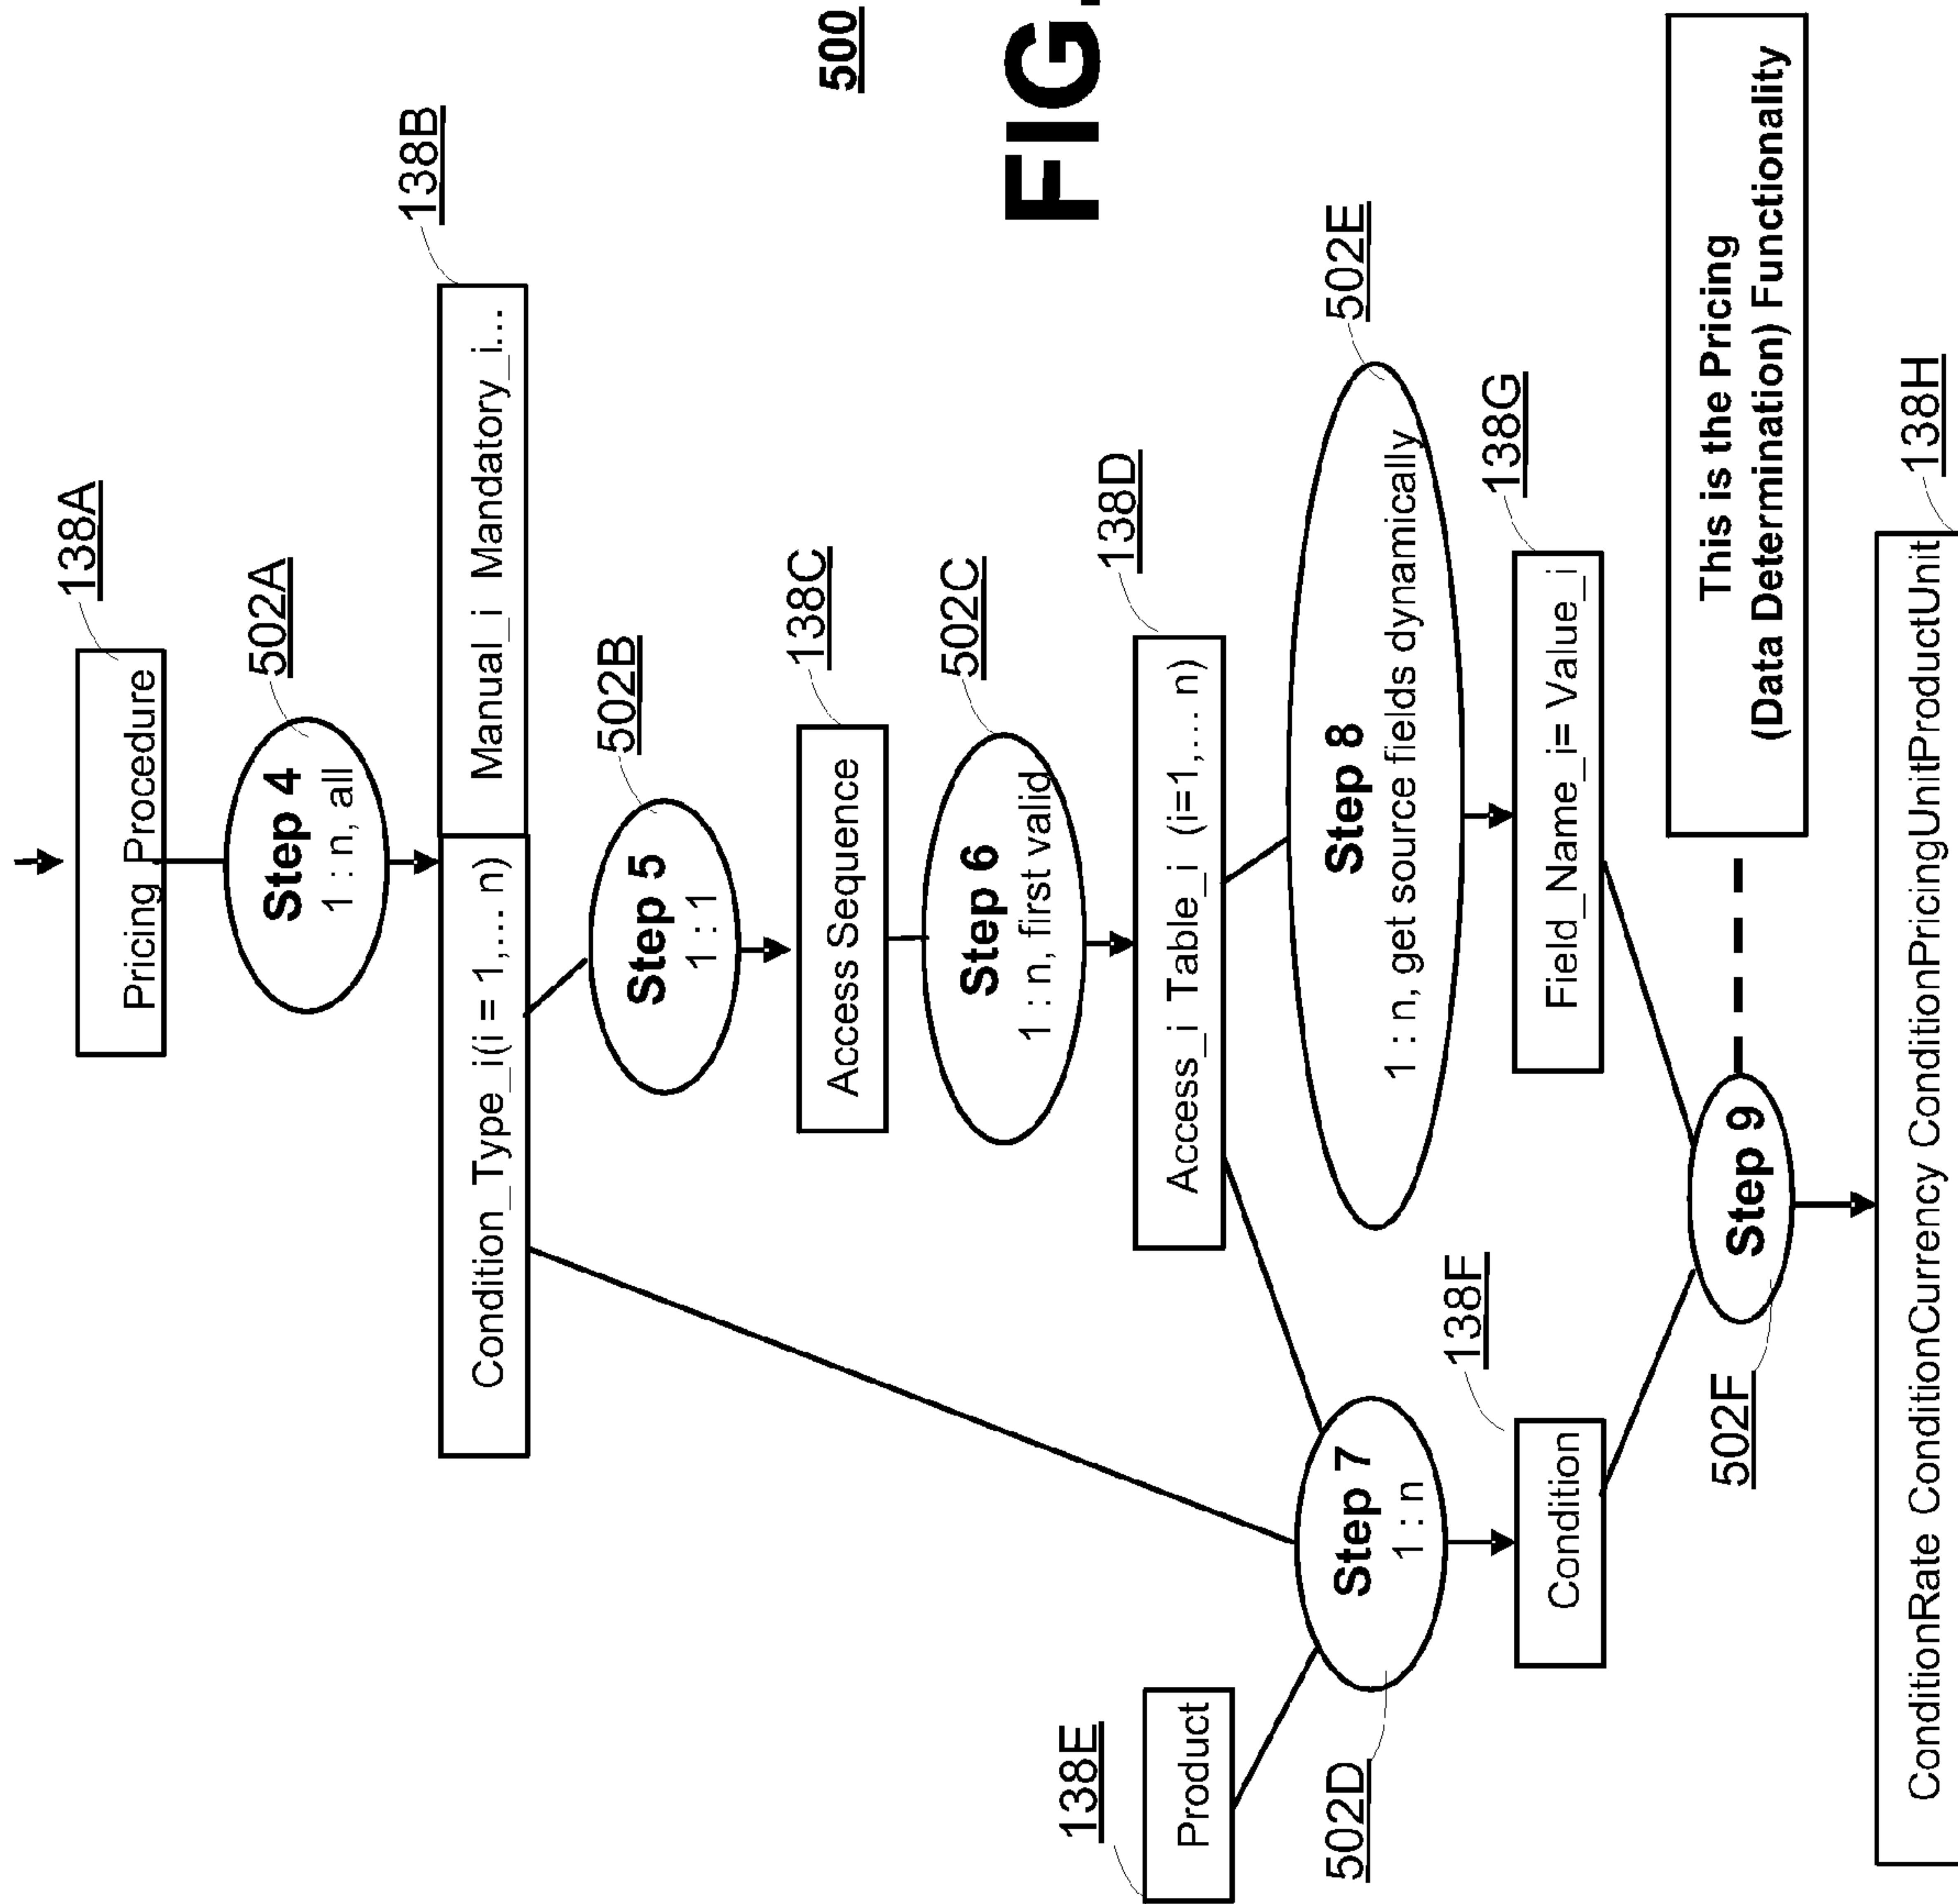 138A
Pricing Procedure
502A
Step 4
1 : n, all
138B
Condition_Type_i(i = 1,... n)
Manual_i Mandatory_i...
502B
Step 5
1 : 1
138C
Access Sequence
502C
Step 6
1 : n, first valid
500
FIG.
138D
Access_i Table_i (i=1,... n)
138E
Product
502E
Step 8
1 : n, get source fields dynamically
502D
Step 7
1 : n
138F
Condition
138G
Field_Name_i= Value_i
502F
Step 9
This is the Pricing
(Data Determination) Functionality
138H
ConditionRate ConditionCurrency ConditionPricingUnitProductUnit